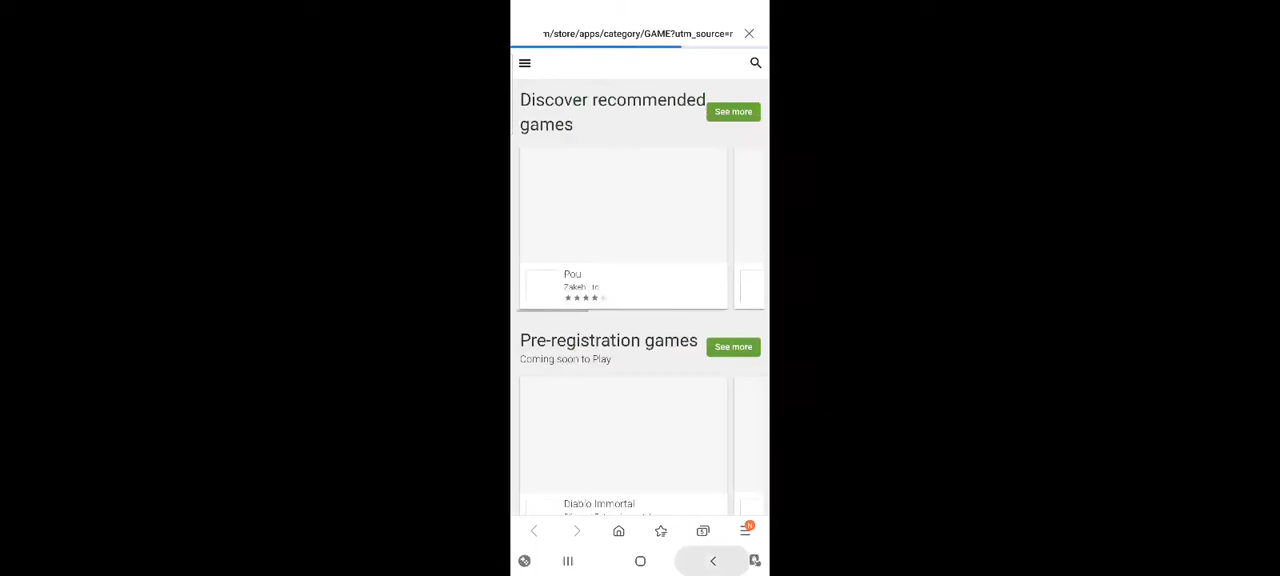 m/store/apps/category/GAME?utm_source=r
Discover recommended
games
See more
Pou
Pre-registration games
Coming soon to Play
See more
Diablo Immortal
5
N